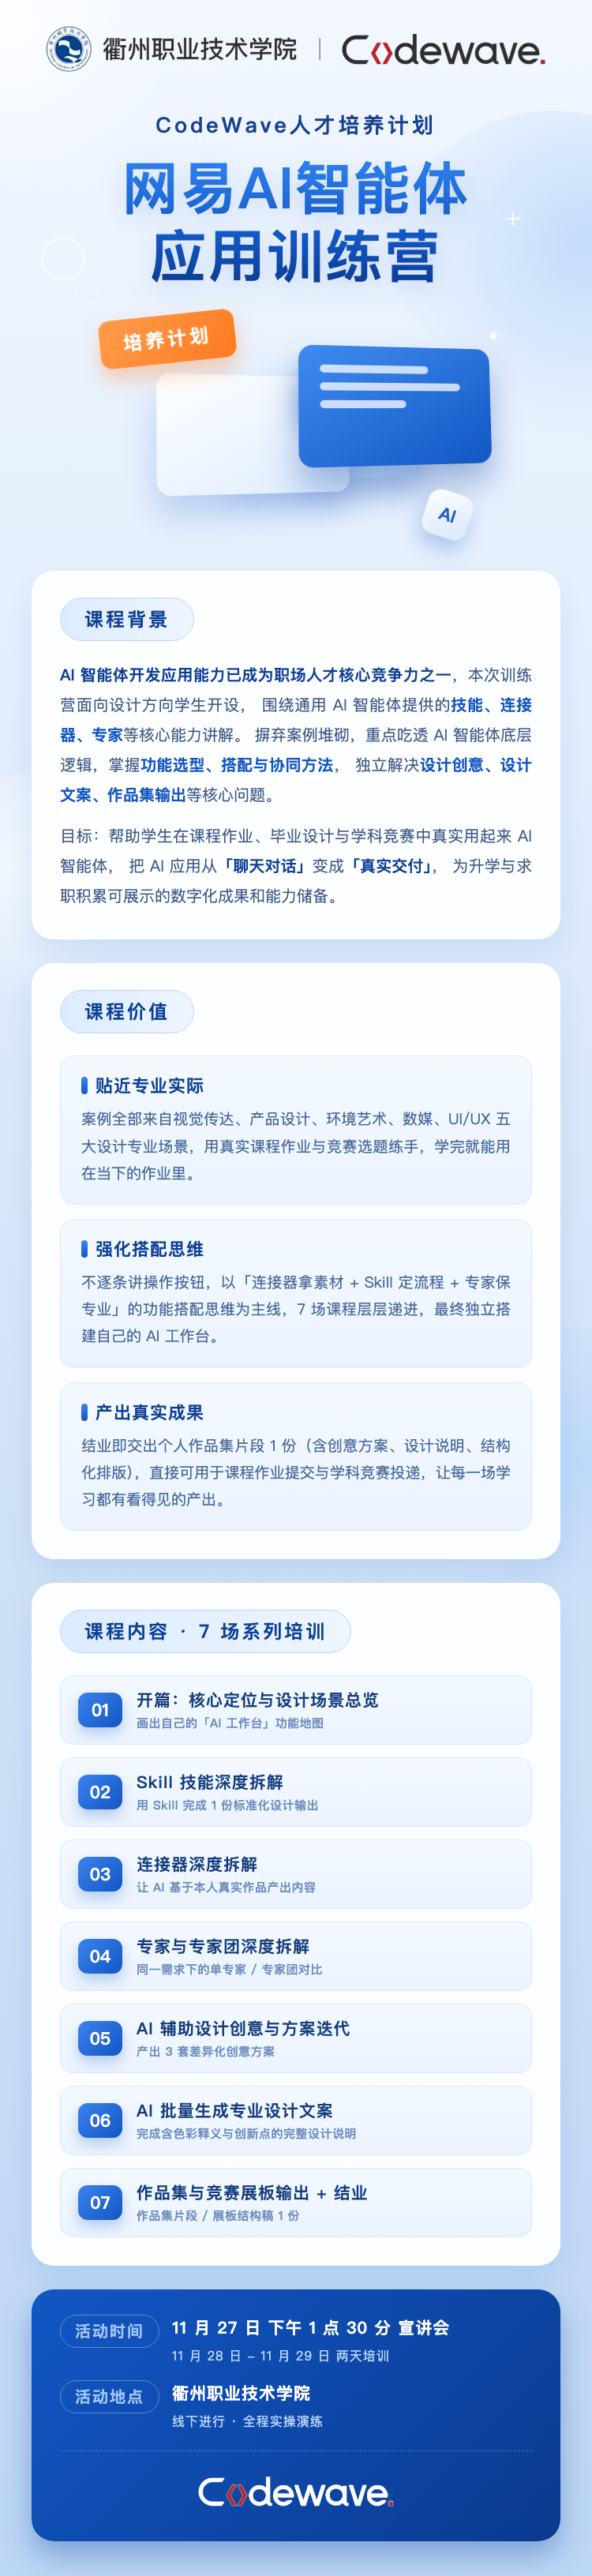 衢州职业技术学院
Codewave.
CodeWave人才培养计划
网易AI智能体
应用训练营
培养计划
AI
课程背景
AI 智能体开发应用能力已成为职场人才核心竞争力之一，本次训练
营面向设计方向学生开设， 围绕通用 AI 智能体提供的技能、连接
器、专家等核心能力讲解。 摒弃案例堆砌，重点吃透 AI 智能体底层
逻辑，掌握功能选型、搭配与协同方法， 独立解决设计创意、设计
文案、作品集输出等核心问题。
目标：帮助学生在课程作业、毕业设计与学科竞赛中真实用起来 AI
智能体， 把 AI 应用从「聊天对话」变成「真实交付」， 为升学与求
职积累可展示的数字化成果和能力储备。
课程价值
贴近专业实际
案例全部来自视觉传达、产品设计、环境艺术、数媒、UI/UX 五
大设计专业场景，用真实课程作业与竞赛选题练手，学完就能用
在当下的作业里。
强化搭配思维
不逐条讲操作按钮，以「连接器拿素材 + Skill 定流程 + 专家保
专业」的功能搭配思维为主线，7 场课程层层递进，最终独立搭
建自己的 AI 工作台。
产出真实成果
结业即交出个人作品集片段 1 份（含创意方案、设计说明、结构
化排版），直接可用于课程作业提交与学科竞赛投递，让每一场学
习都有看得见的产出。
课程内容 · 7 场系列培训
01
开篇：核心定位与设计场景总览
画出自己的「AI 工作台」功能地图
02
Skill 技能深度拆解
用 Skill 完成 1 份标准化设计输出
03
连接器深度拆解
让 AI 基于本人真实作品产出内容
04
专家与专家团深度拆解
同一需求下的单专家 / 专家团对比
05
AI 辅助设计创意与方案迭代
产出 3 套差异化创意方案
06
AI 批量生成专业设计文案
完成含色彩释义与创新点的完整设计说明
07
作品集与竞赛展板输出 + 结业
作品集片段 / 展板结构稿 1 份
活动时间
11 月 27 日 下午 1 点 30 分 宣讲会
11 月 28 日 – 11 月 29 日 两天培训
活动地点
衢州职业技术学院
线下进行 · 全程实操演练
Codewave.